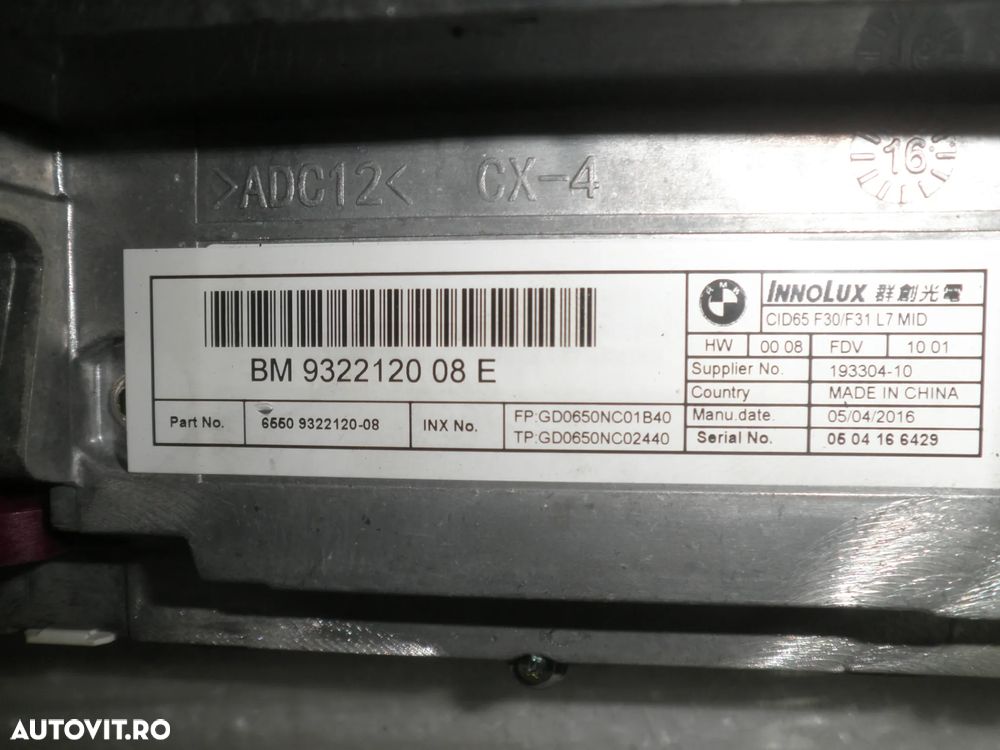 >ADC12< CX-4
16
BMW
INNOLUX 群創光電
CID65 F30/F31 L7 MID
HW 00 08 FDV 10 01
Supplier No. 193304-10
Country MADE IN CHINA
Manu.date. 05/04/2016
Serial No. 05 04 16 6429
BM 9322120 08 E
Part No. 6550 9322120-08 INX No. FP:GD0650NC01B40
TP:GD0650NC02440
AUTOVIT.RO